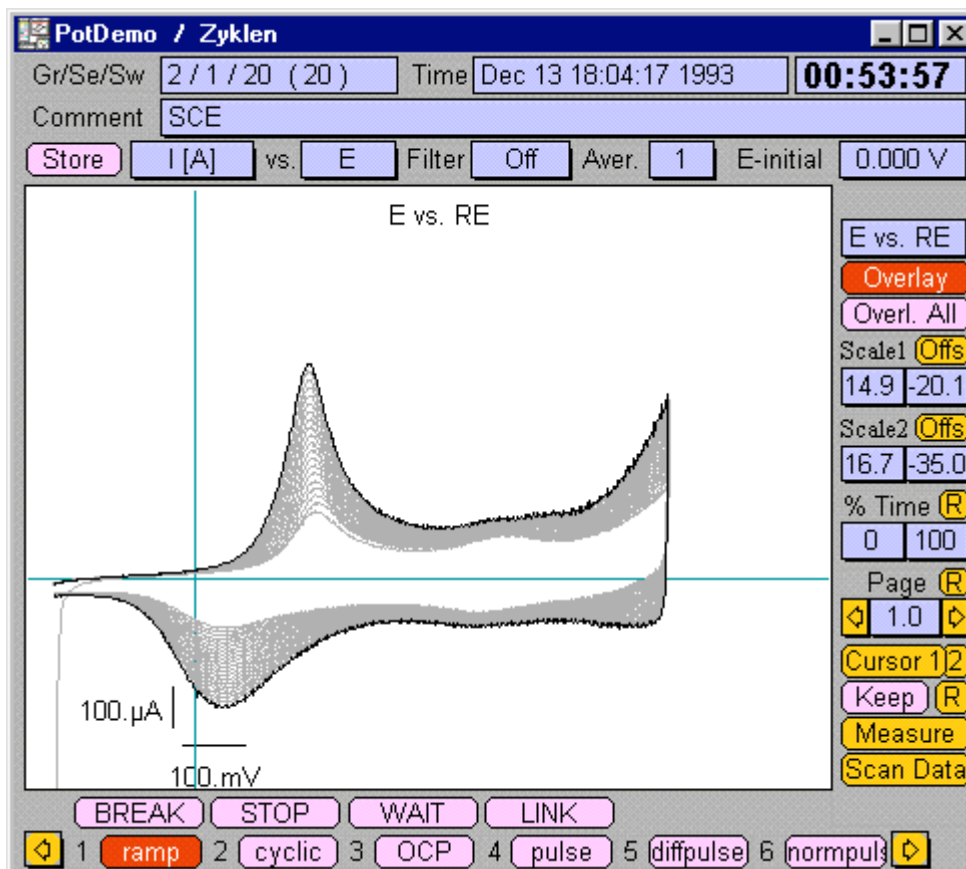 PotDemo / Zyklen
Gr/Se/Sw 2 / 1 / 20 ( 20 ) Time Dec 13 18:04:17 1993 00:53:57
Comment SCE
Store I [A] vs. E Filter Off Aver. 1 E-initial 0.000 V
E vs. RE
E vs. RE
Overlay
Overl. All
Scale1 Offs
14.9 -20.1
Scale2 Offs
16.7 -35.0
% Time R
0 100
Page R
1.0
Cursor 1 2
Keep R
Measure
Scan Data
100.µA
100.mV
BREAK STOP WAIT LINK
1 ramp 2 cyclic 3 OCP 4 pulse 5 diffpulse 6 normpuls